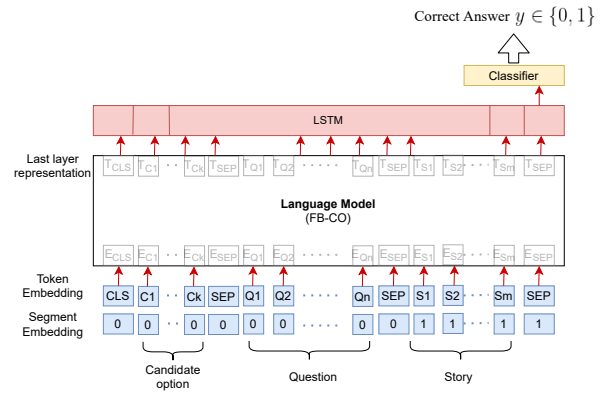 Correct Answer y ∈ {0, 1}
Classifier
LSTM
Last layer
representation
T_CLS T_C1 ·· T_Ck T_SEP T_Q1 T_Q2 ····· T_Qn T_SEP T_S1 T_S2 ·· T_Sm T_SEP
Language Model
(FB-CO)
E_CLS E_C1 ·· E_Ck E_SEP E_Q1 E_Q2 ····· E_Qn E_SEP E_S1 E_S2 ·· E_Sm E_SEP
Token
Embedding
CLS C1 ·· Ck SEP Q1 Q2 ····· Qn SEP S1 S2 ··· Sm SEP
Segment
Embedding
0 0 ·· 0 0 0 0 ····· 0 0 1 1 ··· 1 1
Candidate
option
Question
Story